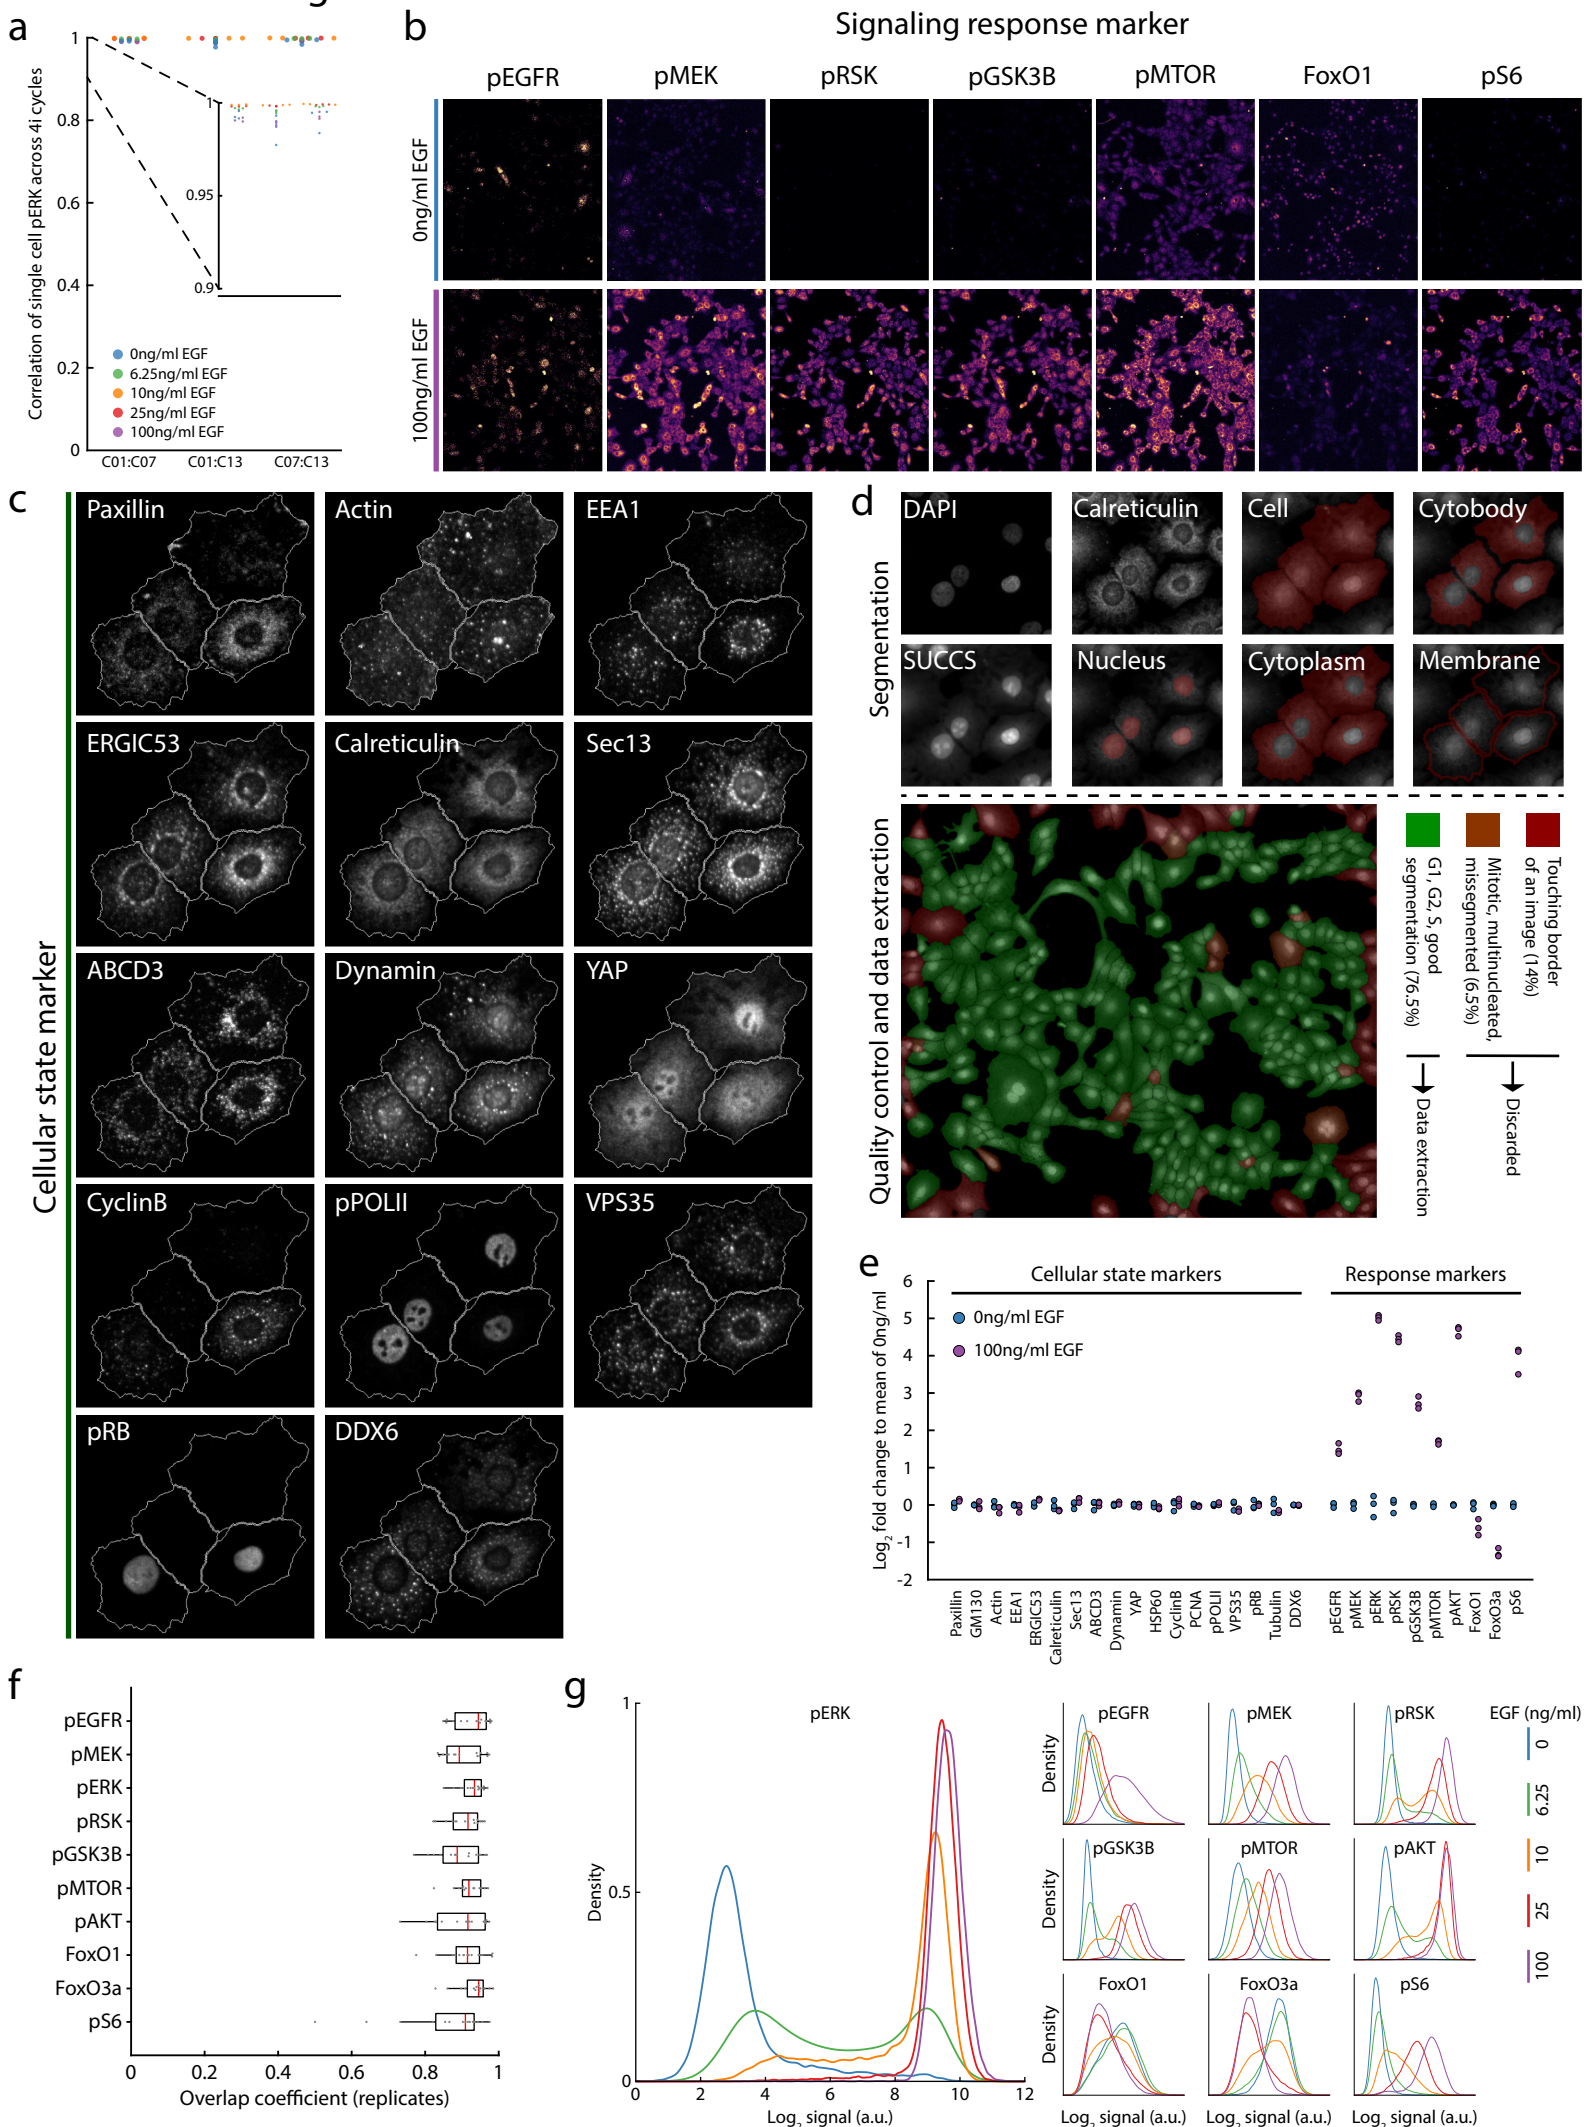 a
Correlation of single cell pERK across 4i cycles
1
0.8
0.6
0.4
0.2
0
1
0.95
0.9
0ng/ml EGF
6.25ng/ml EGF
10ng/ml EGF
25ng/ml EGF
100ng/ml EGF
C01:C07 C01:C13 C07:C13
b
Signaling response marker
pEGFR pMEK pRSK pGSK3B pMTOR FoxO1 pS6
0ng/ml EGF
100ng/ml EGF
c
Cellular state marker
Paxillin Actin EEA1
ERGIC53 Calreticulin Sec13
ABCD3 Dynamin YAP
CyclinB pPOLII VPS35
pRB DDX6
d
Segmentation
DAPI Calreticulin Cell Cytobody
SUCCS Nucleus Cytoplasm Membrane
Quality control and data extraction
Touching border
of an image (14%)
Mitotic, multinucleated,
missegmented (6.5%)
G1, G2, S, good
segmentation (76.5%)
Discarded
Data extraction
e
Log2 fold change to mean of 0ng/ml
6
5
4
3
2
1
0
-1
-2
Cellular state markers Response markers
0ng/ml EGF
100ng/ml EGF
Paxillin
GM130
Actin
EEA1
ERGIC53
Calreticulin
Sec13
ABCD3
Dynamin
YAP
HSP60
CyclinB
PCNA
pPOLII
VPS35
pRB
Tubulin
DDX6
pEGFR
pMEK
pERK
pRSK
pGSK3B
pMTOR
pAKT
FoxO1
FoxO3a
pS6
f
pEGFR
pMEK
pERK
pRSK
pGSK3B
pMTOR
pAKT
FoxO1
FoxO3a
pS6
0 0.2 0.4 0.6 0.8 1
Overlap coefficient (replicates)
g
pERK
Density
1
0.5
0
0 2 4 6 8 10 12
Log2 signal (a.u.)
pEGFR pMEK pRSK
Density
pGSK3B pMTOR pAKT
Density
FoxO1 FoxO3a pS6
Density
Log2 signal (a.u.) Log2 signal (a.u.) Log2 signal (a.u.)
EGF (ng/ml)
0
6.25
10
25
100